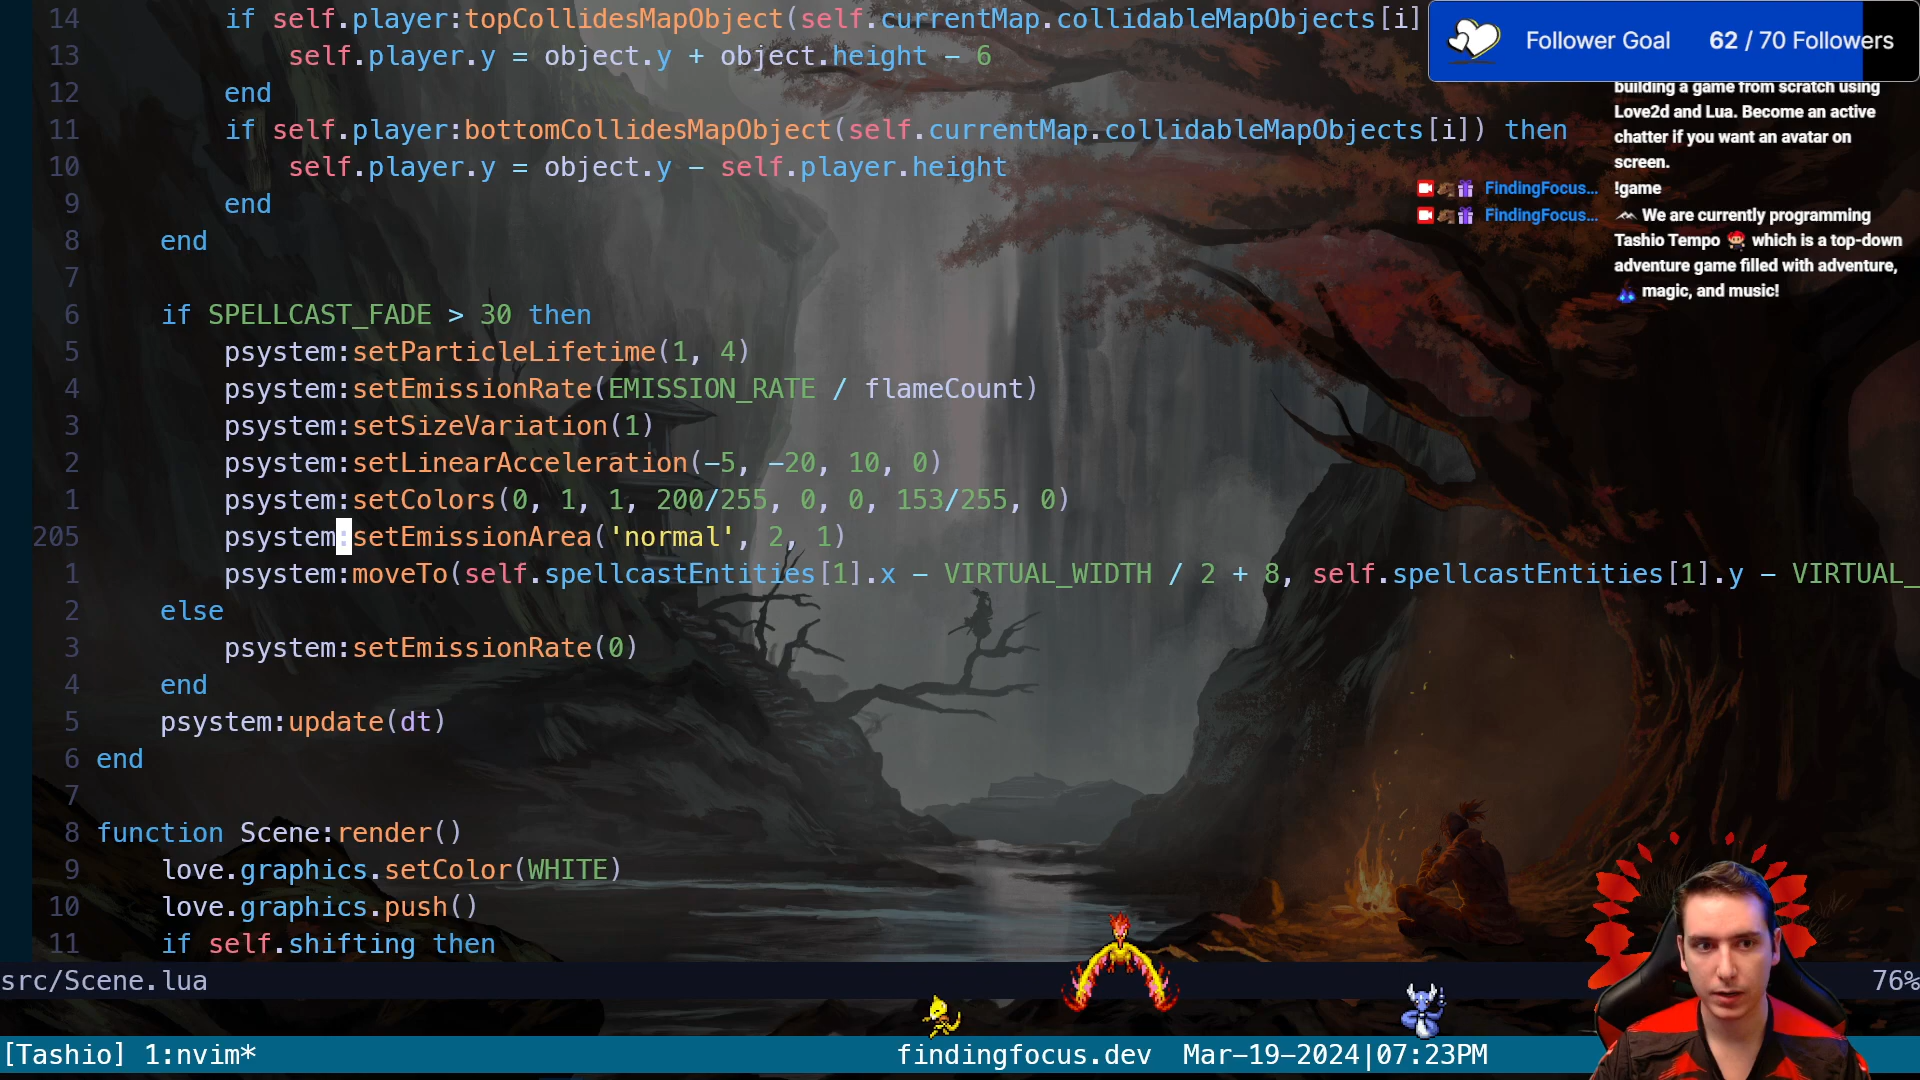 14 if self.player:topCollidesMapObject(self.currentMap.collidableMapObjects[i]
13 self.player.y = object.y + object.height - 6
12 end
11 if self.player:bottomCollidesMapObject(self.currentMap.collidableMapObjects[i]) then
10 self.player.y = object.y - self.player.height
9 end
8 end
7
6 if SPELLCAST_FADE > 30 then
5 psystem:setParticleLifetime(1, 4)
4 psystem:setEmissionRate(EMISSION_RATE / flameCount)
3 psystem:setSizeVariation(1)
2 psystem:setLinearAcceleration(-5, -20, 10, 0)
1 psystem:setColors(0, 1, 1, 200/255, 0, 0, 153/255, 0)
205 psystem:setEmissionArea('normal', 2, 1)
1 psystem:moveTo(self.spellcastEntities[1].x - VIRTUAL_WIDTH / 2 + 8, self.spellcastEntities[1].y - VIRTUAL_
2 else
3 psystem:setEmissionRate(0)
4 end
5 psystem:update(dt)
6 end
7
8 function Scene:render()
9 love.graphics.setColor(WHITE)
10 love.graphics.push()
11 if self.shifting then
src/Scene.lua 76%
[Tashio] 1:nvim* findingfocus.dev Mar-19-2024|07:23PM
Follower Goal 62 / 70 Followers
building a game from scratch using
Love2d and Lua. Become an active
chatter if you want an avatar on
screen.
FindingFocus... !game
FindingFocus... We are currently programming
Tashio Tempo which is a top-down
adventure game filled with adventure,
magic, and music!